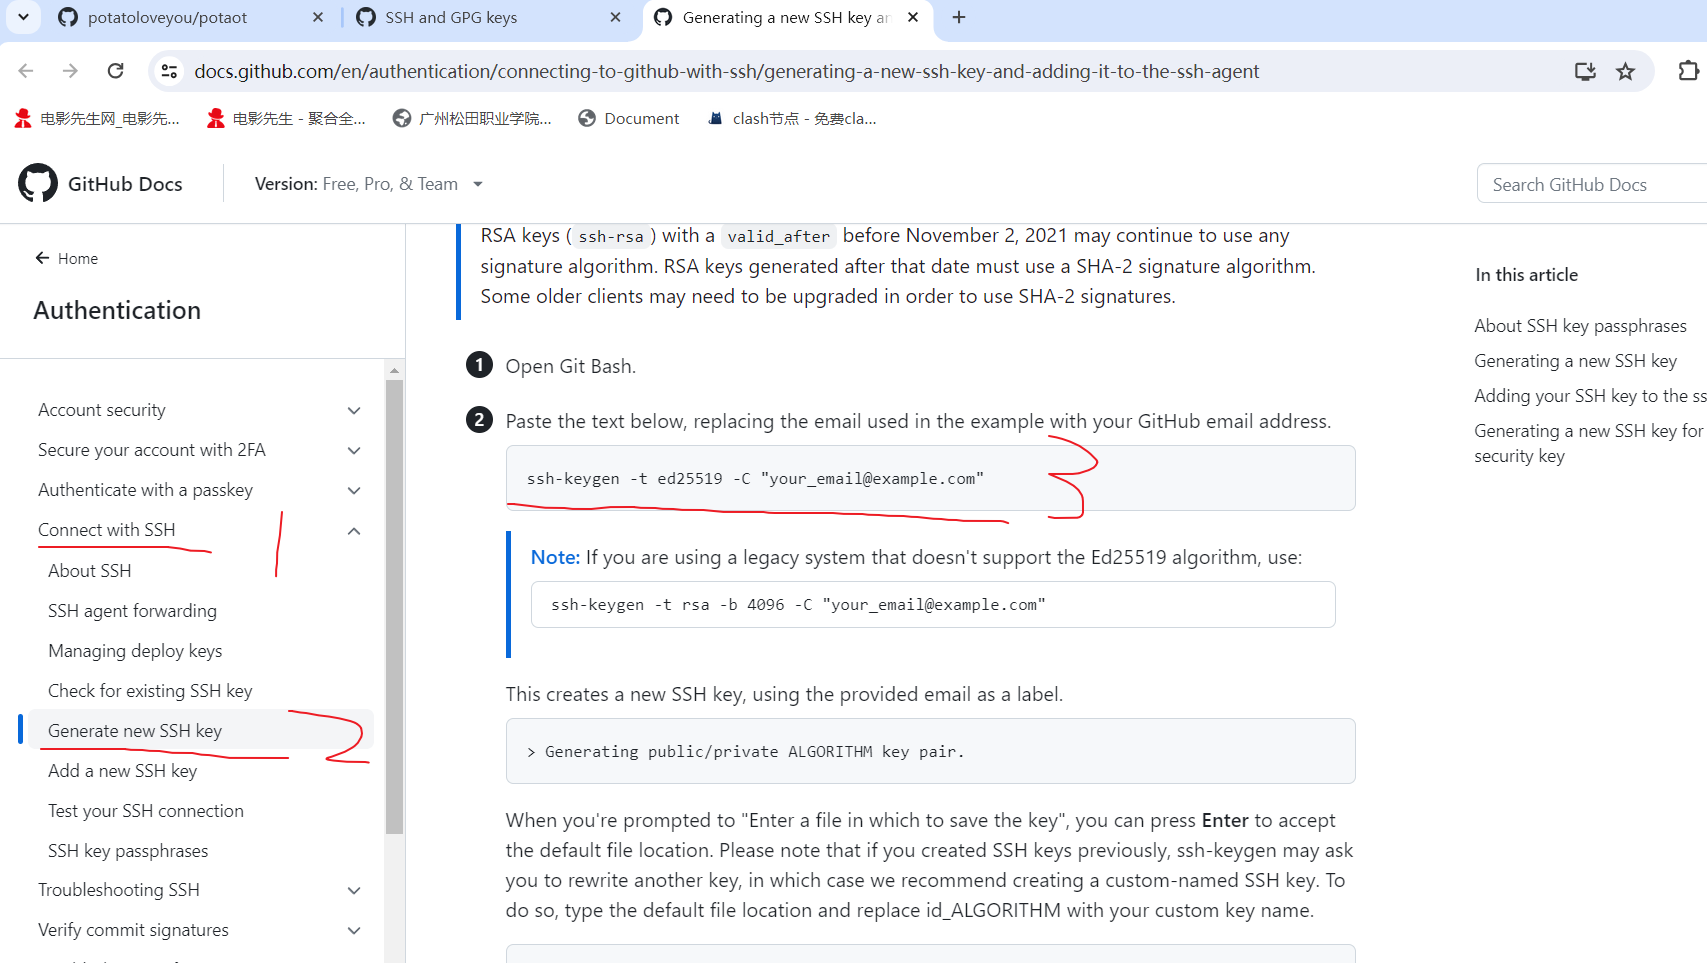 potatoloveyou/potaot
SSH and GPG keys
Generating a new SSH key an
docs.github.com/en/authentication/connecting-to-github-with-ssh/generating-a-new-ssh-key-and-adding-it-to-the-ssh-agent
电影先生网_电影先...
电影先生 - 聚合全...
广州松田职业学院...
Document
clash节点 - 免费cla...
GitHub Docs
Version: Free, Pro, & Team
Search GitHub Docs
Home
Authentication
Account security
Secure your account with 2FA
Authenticate with a passkey
Connect with SSH
1
About SSH
SSH agent forwarding
Managing deploy keys
Check for existing SSH key
Generate new SSH key
2
Add a new SSH key
Test your SSH connection
SSH key passphrases
Troubleshooting SSH
Verify commit signatures
RSA keys (ssh-rsa) with a valid_after before November 2, 2021 may continue to use any
signature algorithm. RSA keys generated after that date must use a SHA-2 signature algorithm.
Some older clients may need to be upgraded in order to use SHA-2 signatures.
1 Open Git Bash.
2 Paste the text below, replacing the email used in the example with your GitHub email address.
ssh-keygen -t ed25519 -C "your_email@example.com"
3
Note: If you are using a legacy system that doesn't support the Ed25519 algorithm, use:
ssh-keygen -t rsa -b 4096 -C "your_email@example.com"
This creates a new SSH key, using the provided email as a label.
> Generating public/private ALGORITHM key pair.
When you're prompted to "Enter a file in which to save the key", you can press Enter to accept
the default file location. Please note that if you created SSH keys previously, ssh-keygen may ask
you to rewrite another key, in which case we recommend creating a custom-named SSH key. To
do so, type the default file location and replace id_ALGORITHM with your custom key name.
In this article
About SSH key passphrases
Generating a new SSH key
Adding your SSH key to the ss
Generating a new SSH key for
security key